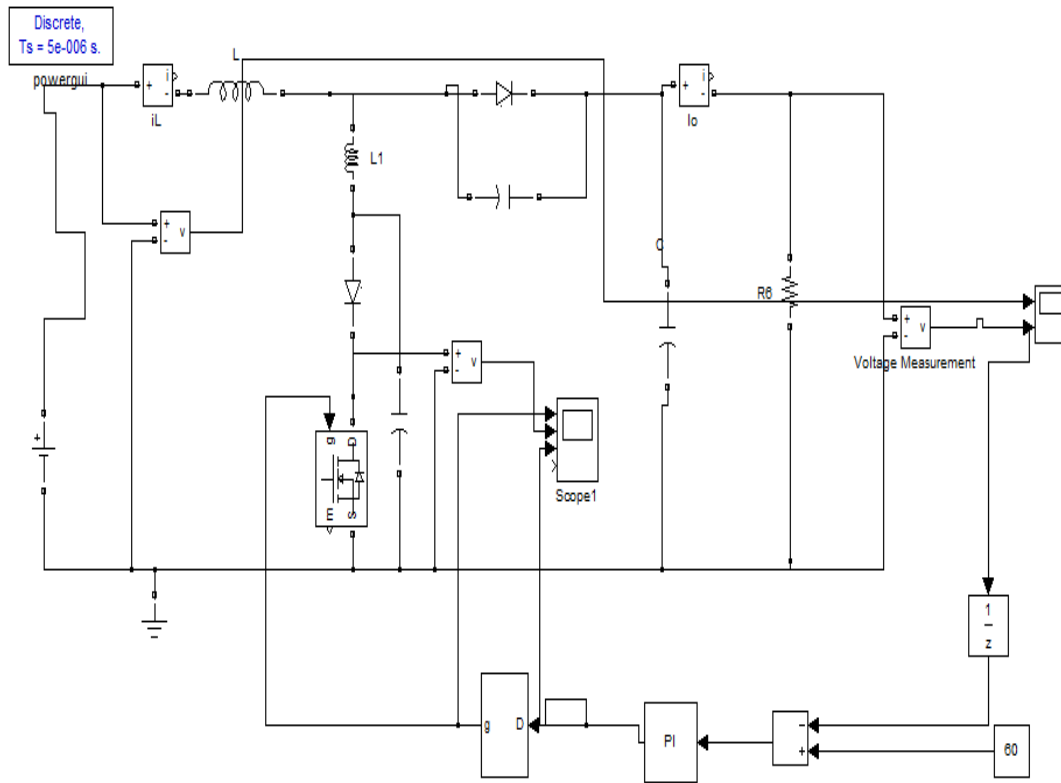 Discrete,
Ts = 5e-006 s.
powergui
L
+
i
-
iL
+
i
-
Io
L1
+
-
v
C
R6
+
-
v
Voltage Measurement
+
-
v
+
g
D
m
S
Scope1
1
z
g
D
PI
-
+
60